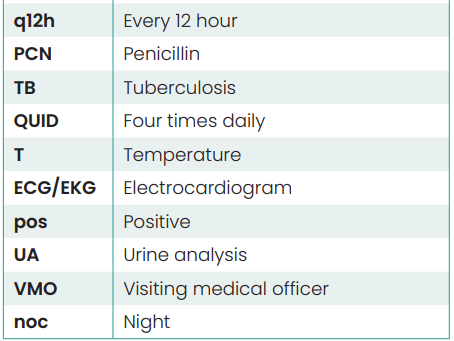 q12h Every 12 hour
PCN Penicillin
TB Tuberculosis
QUID Four times daily
T Temperature
ECG/EKG Electrocardiogram
pos Positive
UA Urine analysis
VMO Visiting medical officer
noc Night